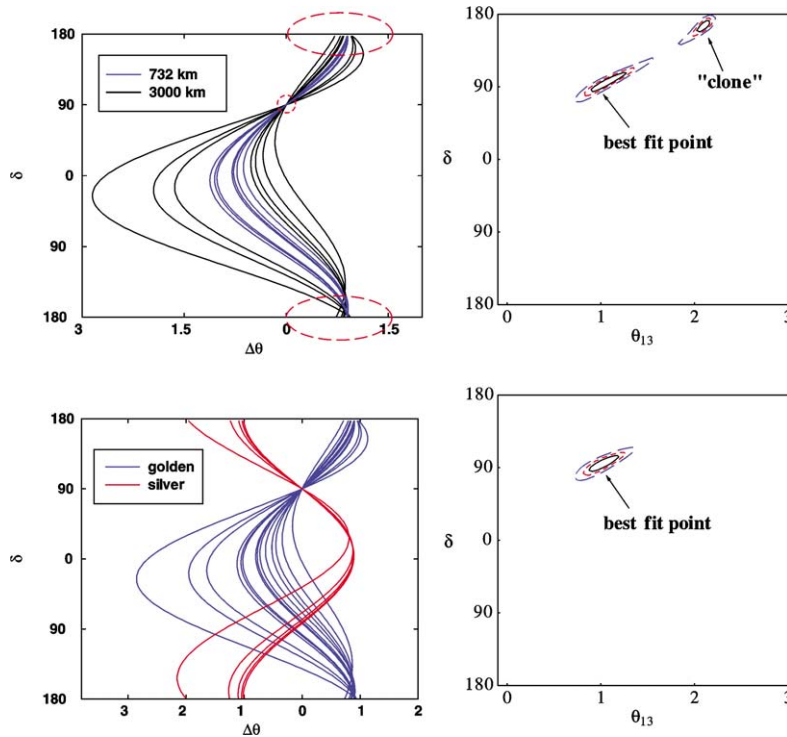 180
90
0
90
180
δ
732 km
3000 km
3 1.5 0 1.5
Δθ
180
90
0
90
180
δ
"clone"
best fit point
0 1 2 3
θ13
180
90
0
90
180
δ
golden
silver
3 2 1 0 1 2
Δθ
180
90
0
90
180
δ
best fit point
0 1 2 3
θ13